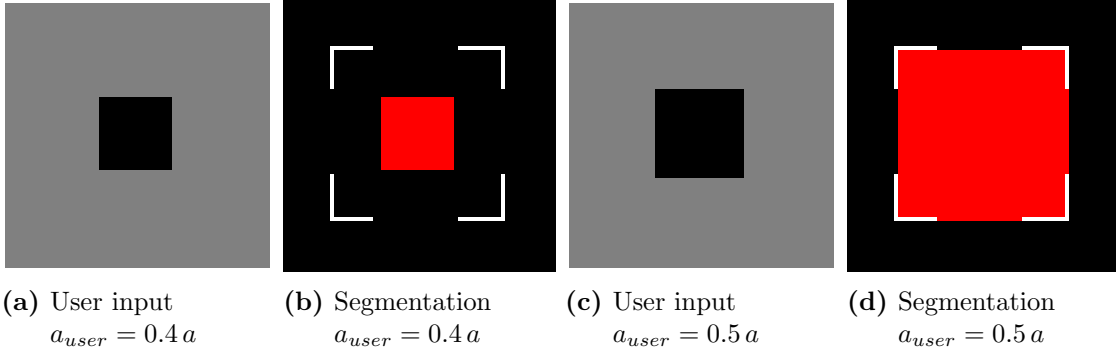 (a) User input
a_user = 0.4 a
(b) Segmentation
a_user = 0.4 a
(c) User input
a_user = 0.5 a
(d) Segmentation
a_user = 0.5 a